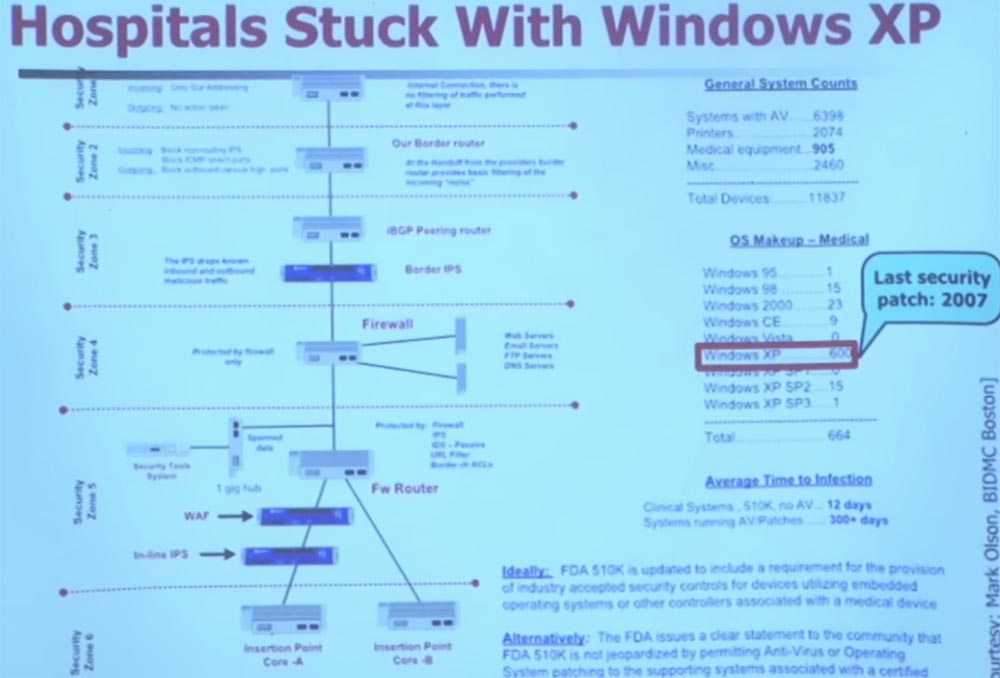 Hospitals Stuck With Windows XP
Security
Zone
Incoming: Only Our Addressing
Outgoing: No action taken
Internet Connection, there is
no filtering of traffic performed
at this layer
Security
Zone 2
Incoming: Block nonrouting IPS
Block ICMP select ports
Outgoing: Block outbound various high ports
Our Border router
At the Handoff from the providers border
router provides basic filtering of the
incoming "noise"
Security
Zone 3
iBGP Peering router
The IPS drops known
inbound and outbound
malicious traffic
Border IPS
Security
Zone 4
Firewall
Protected by firewall
only
Web Servers
Email Servers
FTP Servers
DNS Servers
Security
Zone 5
Spanned
data
Security Tools
System
1 gig hub
Protected by: Firewall
IPS
IDS - Passive
URL Filter
Border rtr ACLs
Fw Router
WAF
In-line IPS
Security
Zone 6
Insertion Point
Core -A
Insertion Point
Core -B
General System Counts
Systems with AV.....6398
Printers.....2074
Medical equipment...905
Misc.....2460
Total Devices:.....11837
OS Makeup – Medical
Windows 95.....1
Windows 98.....15
Windows 2000.....23
Windows CE.....9
Windows Vista.....0
Windows XP.....600
Windows XP SP1.....0
Windows XP SP2.....15
Windows XP SP3.....1
Total.....664
Last security
patch: 2007
Average Time to Infection
Clinical Systems , 510K, no AV..: 12 days
Systems running AV/Patches.....: 300+ days
Ideally: FDA 510K is updated to include a requirement for the provision
of industry accepted security controls for devices utilizing embedded
operating systems or other controllers associated with a medical device
Alternatively: The FDA issues a clear statement to the community that
FDA 510K is not jeopardized by permitting Anti-Virus or Operating
System patching to the supporting systems associated with a certified
ourtesy: Mark Olson, BIDMC Boston]